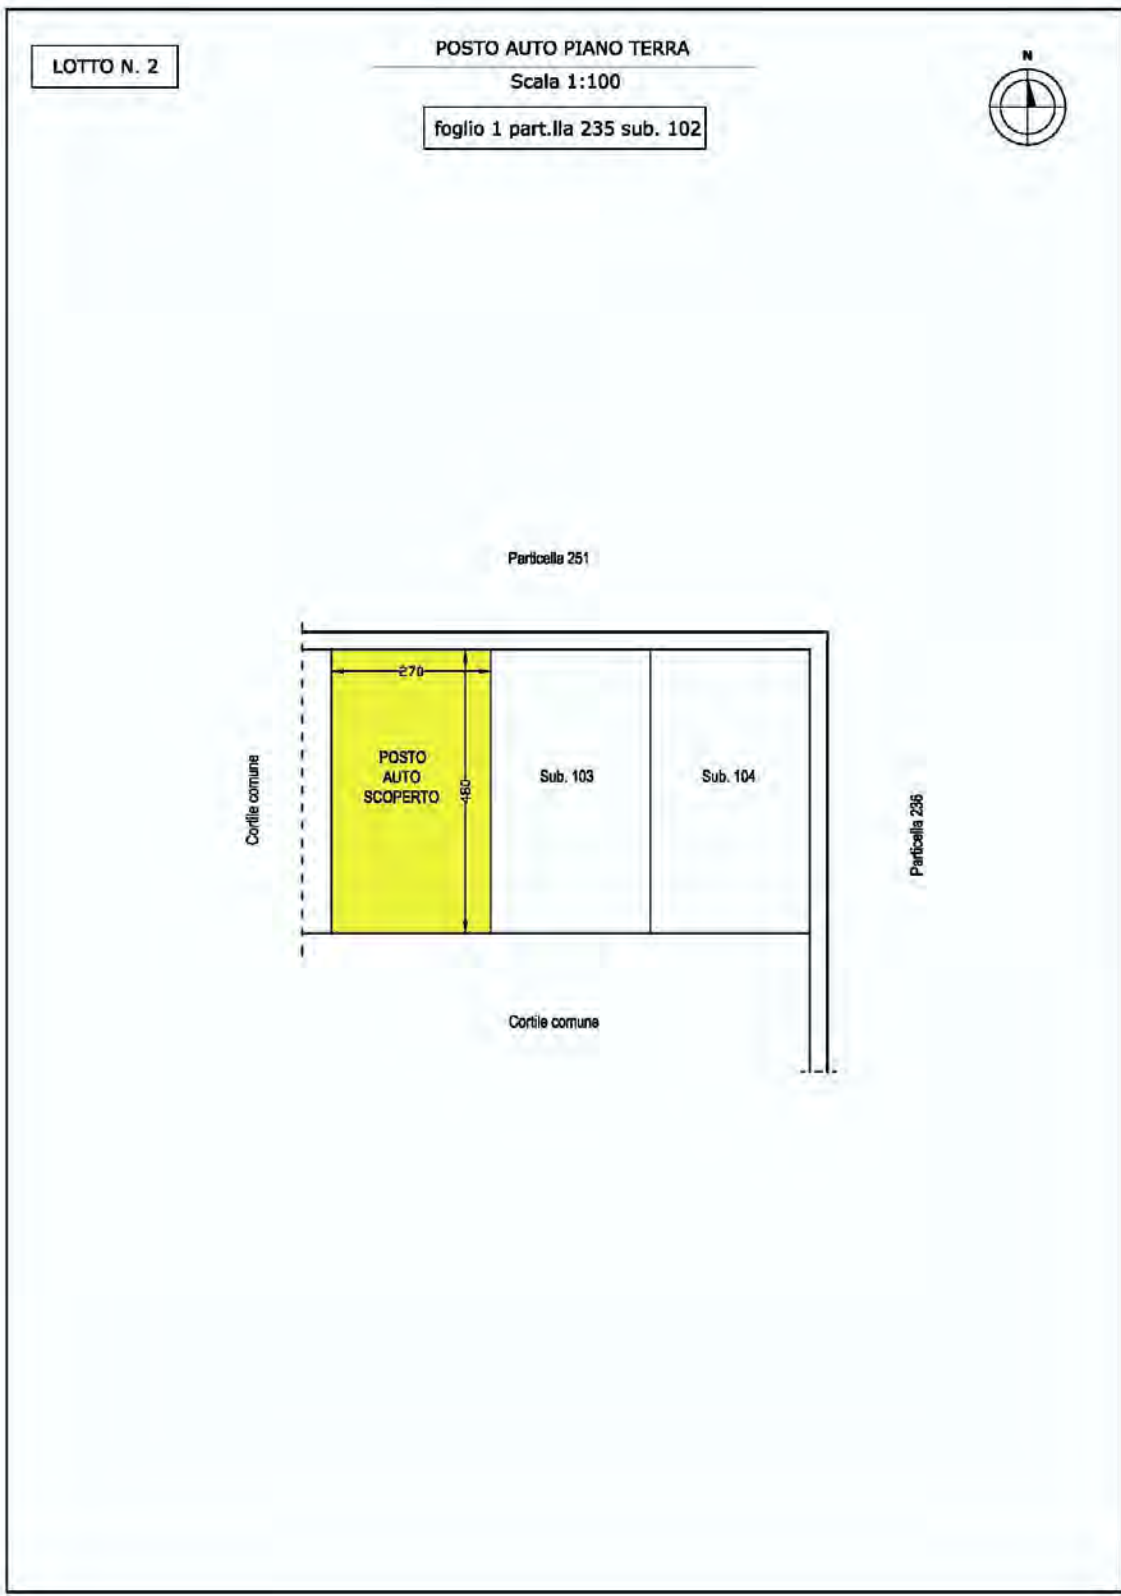 LOTTO N. 2
POSTO AUTO PIANO TERRA
Scala 1:100
foglio 1 part.lla 235 sub. 102
N
Particella 251
270
POSTO
AUTO
SCOPERTO
480
Sub. 103
Sub. 104
Cortile comune
Particella 236
Cortile comune